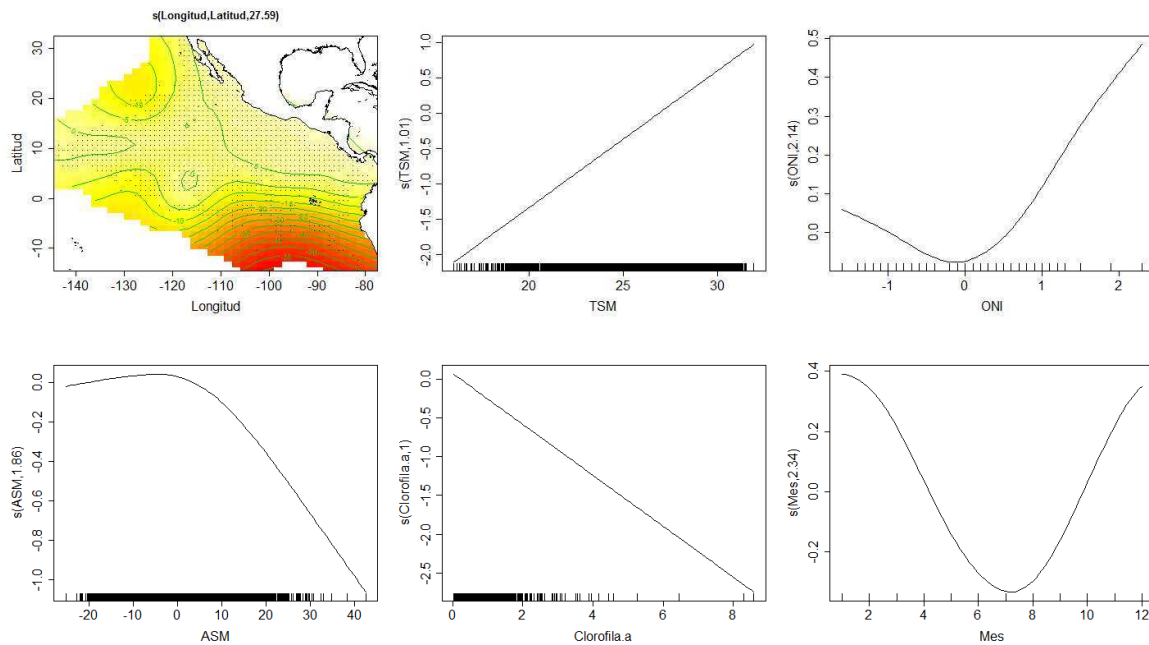 s(Longitud,Latitud,27.59)
Latitud
30
20
10
0
-10
-140 -130 -120 -110 -100 -90 -80
Longitud
s(TSM,1.01)
1.0
0.5
0.0
-0.5
-1.0
-1.5
-2.0
20 25 30
TSM
s(ONI,2.14)
0.5
0.4
0.3
0.2
0.1
0.0
-1 0 1 2
ONI
s(ASM,1.86)
0.0
-0.2
-0.4
-0.6
-0.8
-1.0
-20 -10 0 10 20 30 40
ASM
s(Clorofila.a,1)
0.0
-0.5
-1.0
-1.5
-2.0
-2.5
0 2 4 6 8
Clorofila.a
s(Mes,2.34)
0.4
0.2
0.0
-0.2
2 4 6 8 10 12
Mes